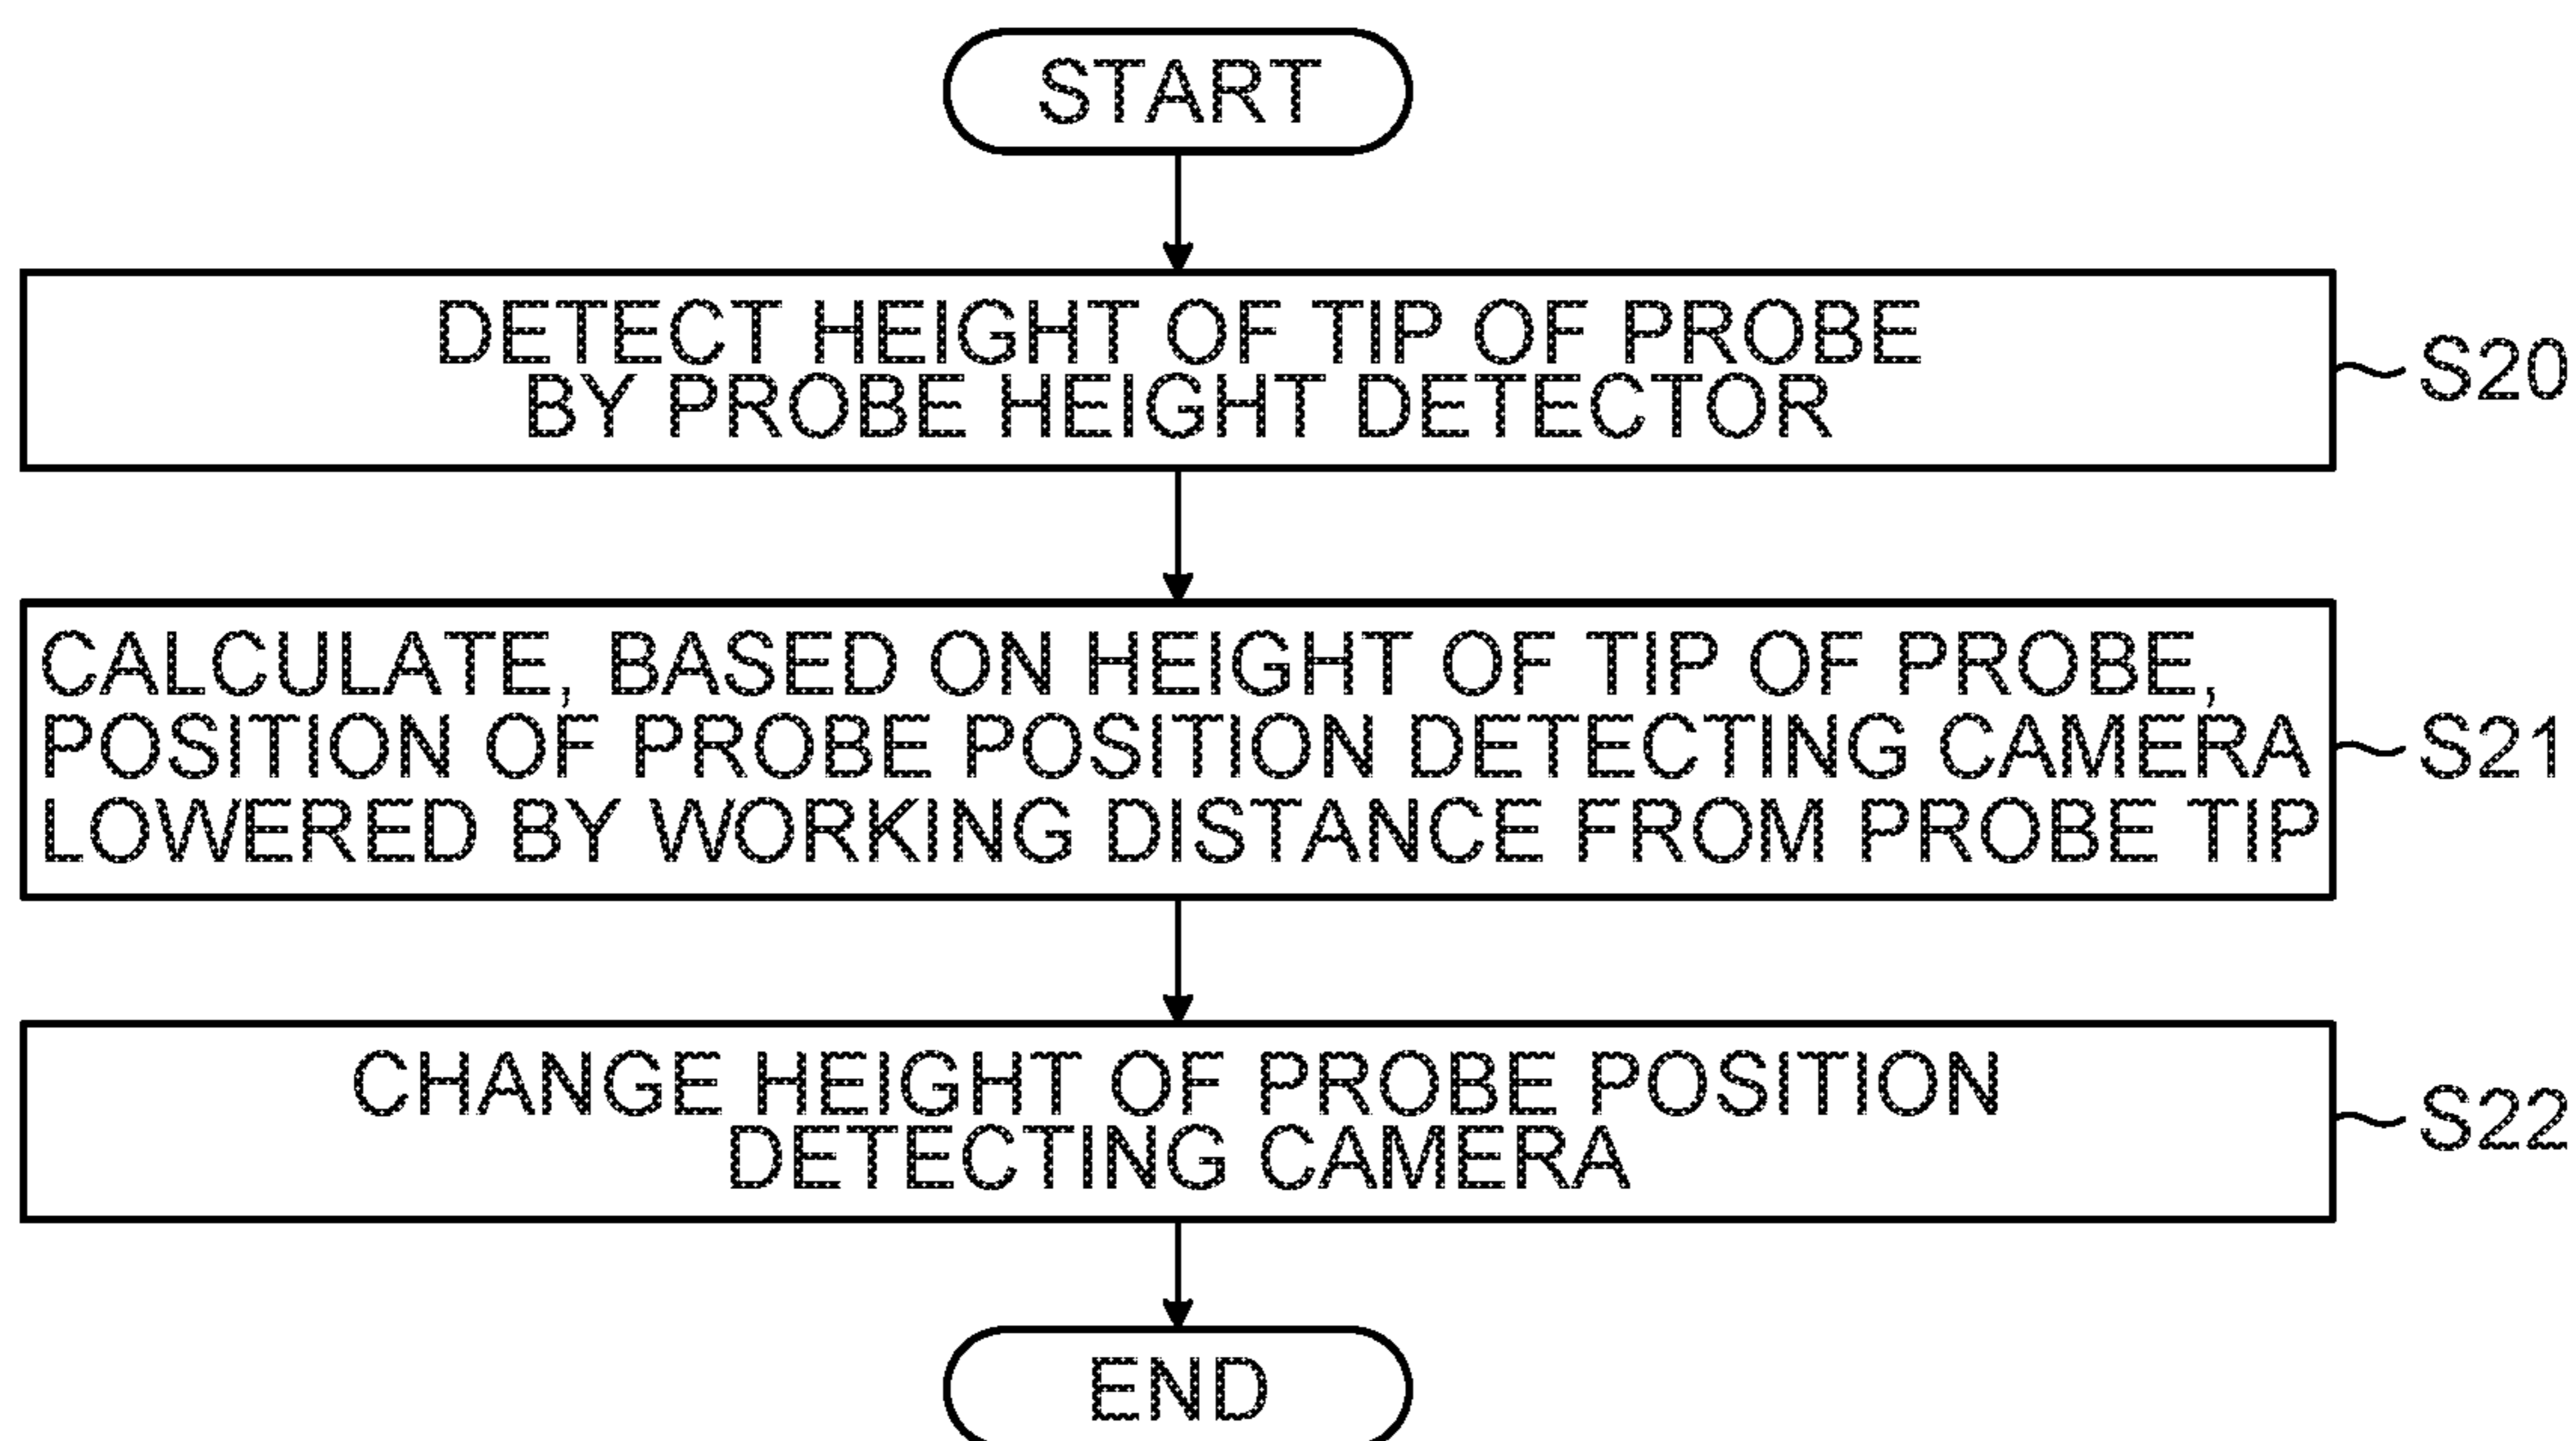 START
DETECT HEIGHT OF TIP OF PROBE
BY PROBE HEIGHT DETECTOR
S20
CALCULATE, BASED ON HEIGHT OF TIP OF PROBE,
POSITION OF PROBE POSITION DETECTING CAMERA
LOWERED BY WORKING DISTANCE FROM PROBE TIP
S21
CHANGE HEIGHT OF PROBE POSITION
DETECTING CAMERA
S22
END